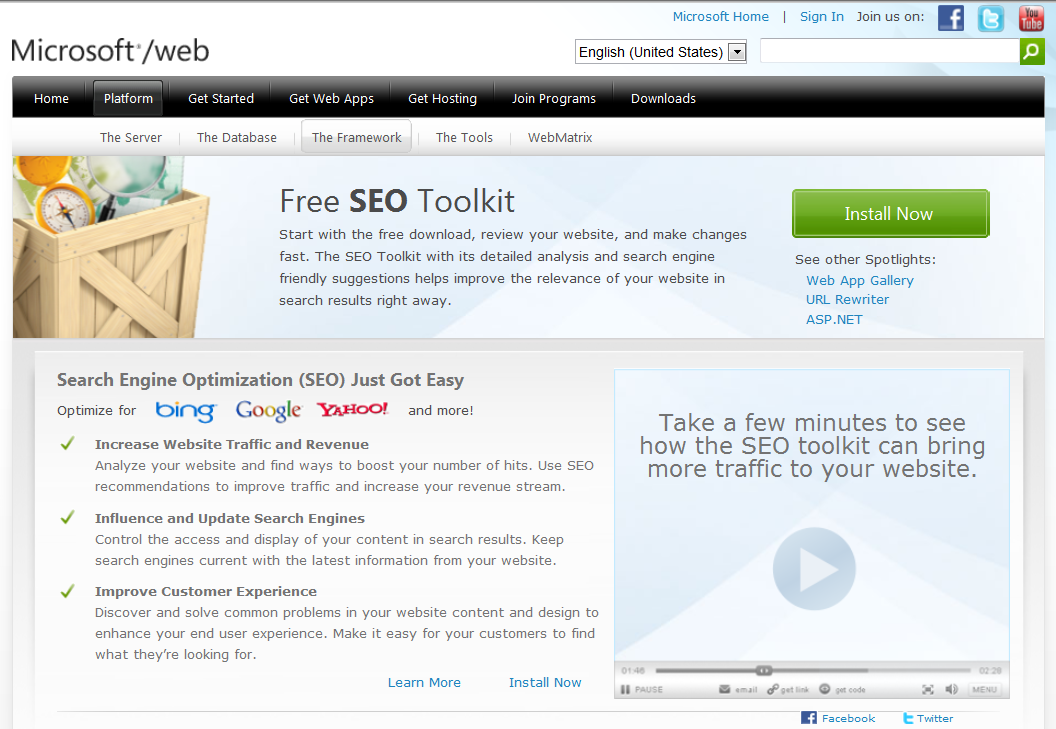 Microsoft Home | Sign In Join us on:
You Tube
Microsoft®/web
English (United States)
Home Platform Get Started Get Web Apps Get Hosting Join Programs Downloads
The Server The Database The Framework The Tools WebMatrix
Free SEO Toolkit
Start with the free download, review your website, and make changes
fast. The SEO Toolkit with its detailed analysis and search engine
friendly suggestions helps improve the relevance of your website in
search results right away.
Install Now
See other Spotlights:
Web App Gallery
URL Rewriter
ASP.NET
Search Engine Optimization (SEO) Just Got Easy
Optimize for bing Google YAHOO! and more!
Increase Website Traffic and Revenue
Analyze your website and find ways to boost your number of hits. Use SEO
recommendations to improve traffic and increase your revenue stream.
Influence and Update Search Engines
Control the access and display of your content in search results. Keep
search engines current with the latest information from your website.
Improve Customer Experience
Discover and solve common problems in your website content and design to
enhance your end user experience. Make it easy for your customers to find
what they're looking for.
Learn More Install Now
Take a few minutes to see
how the SEO toolkit can bring
more traffic to your website.
01:46 02:28
PAUSE email get link get code MENU
Facebook Twitter